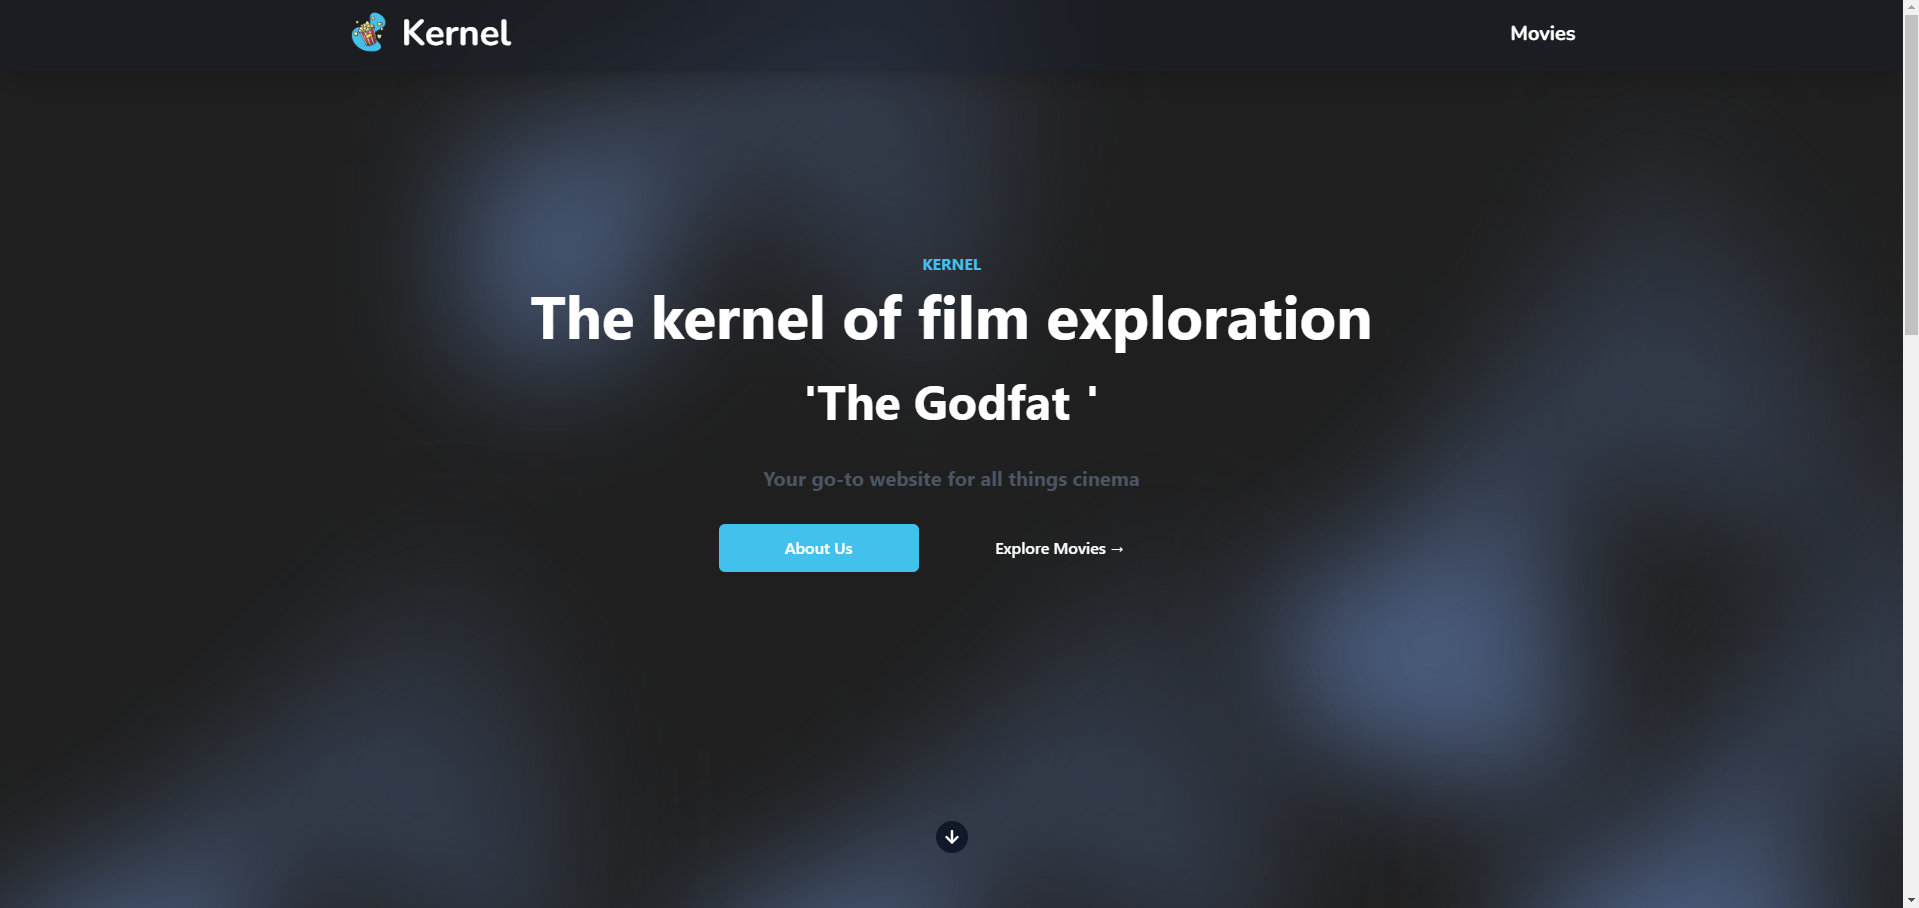 Kernel
Movies
KERNEL
The kernel of film exploration
'The Godfat '
Your go-to website for all things cinema
About Us
Explore Movies →